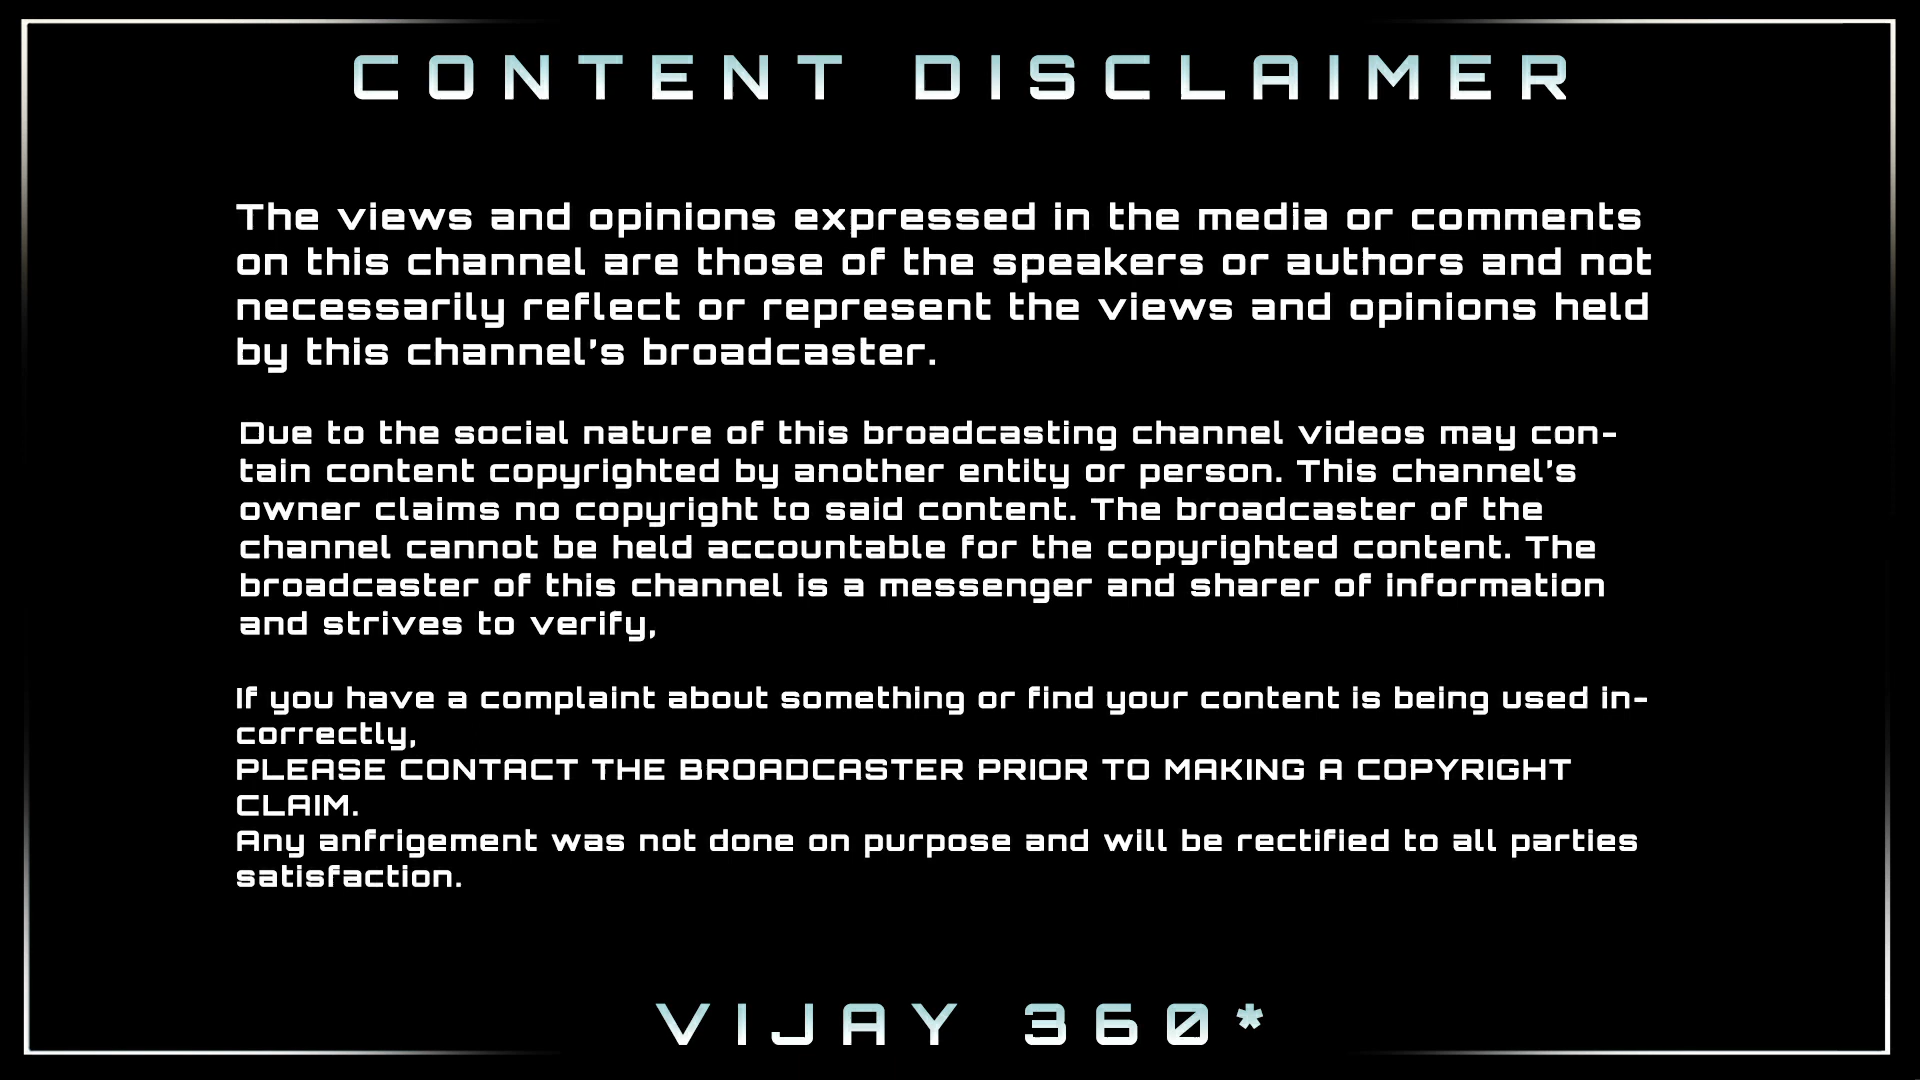 CONTENT DISCLAIMER
The views and opinions expressed in the media or comments
on this channel are those of the speakers or authors and not
necessarily reflect or represent the views and opinions held
by this channel's broadcaster.
Due to the social nature of this broadcasting channel videos may con-
tain content copyrighted by another entity or person. This channel's
owner claims no copyright to said content. The broadcaster of the
channel cannot be held accountable for the copyrighted content. The
broadcaster of this channel is a messenger and sharer of information
and strives to verify,
If you have a complaint about something or find your content is being used in-
correctly,
PLEASE CONTACT THE BROADCASTER PRIOR TO MAKING A COPYRIGHT
CLAIM.
Any anfrigement was not done on purpose and will be rectified to all parties
satisfaction.
VIJAY 360*